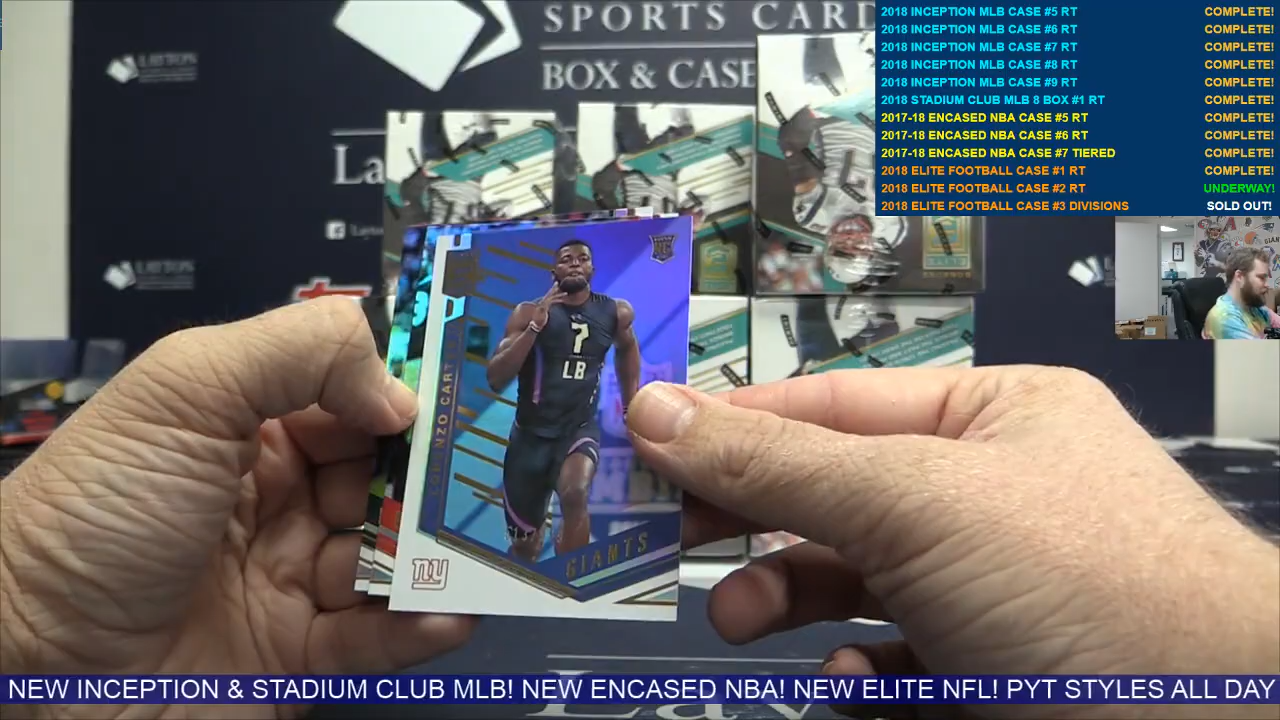 SPORTS CARD
BOX & CASE
LAYTON
La
LAYTON
2018 INCEPTION MLB CASE #5 RT COMPLETE!
2018 INCEPTION MLB CASE #6 RT COMPLETE!
2018 INCEPTION MLB CASE #7 RT COMPLETE!
2018 INCEPTION MLB CASE #8 RT COMPLETE!
2018 INCEPTION MLB CASE #9 RT COMPLETE!
2018 STADIUM CLUB MLB 8 BOX #1 RT COMPLETE!
2017-18 ENCASED NBA CASE #5 RT COMPLETE!
2017-18 ENCASED NBA CASE #6 RT COMPLETE!
2017-18 ENCASED NBA CASE #7 TIERED COMPLETE!
2018 ELITE FOOTBALL CASE #1 RT COMPLETE!
2018 ELITE FOOTBALL CASE #2 RT UNDERWAY!
2018 ELITE FOOTBALL CASE #3 DIVISIONS SOLD OUT!
RC
7
LB
GIANTS
ny
NEW INCEPTION & STADIUM CLUB MLB! NEW ENCASED NBA! NEW ELITE NFL! PYT STYLES ALL DAY